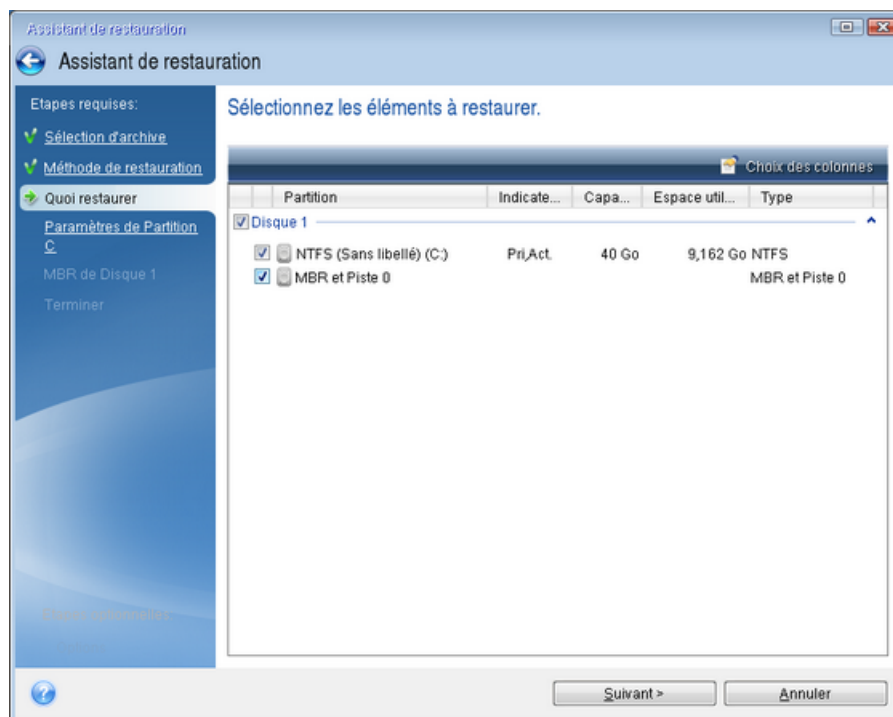 Assistant de restauration
Assistant de restauration
Etapes requises:
Sélection d'archive
Méthode de restauration
Quoi restaurer
Paramètres de Partition
C
MBR de Disque 1
Terminer
Sélectionnez les éléments à restaurer.
Choix des colonnes
Partition Indicate... Capa... Espace util... Type
Disque 1
NTFS (Sans libellé) (C:) Pri,Act. 40 Go 9,162 Go NTFS
MBR et Piste 0 MBR et Piste 0
Suivant > Annuler